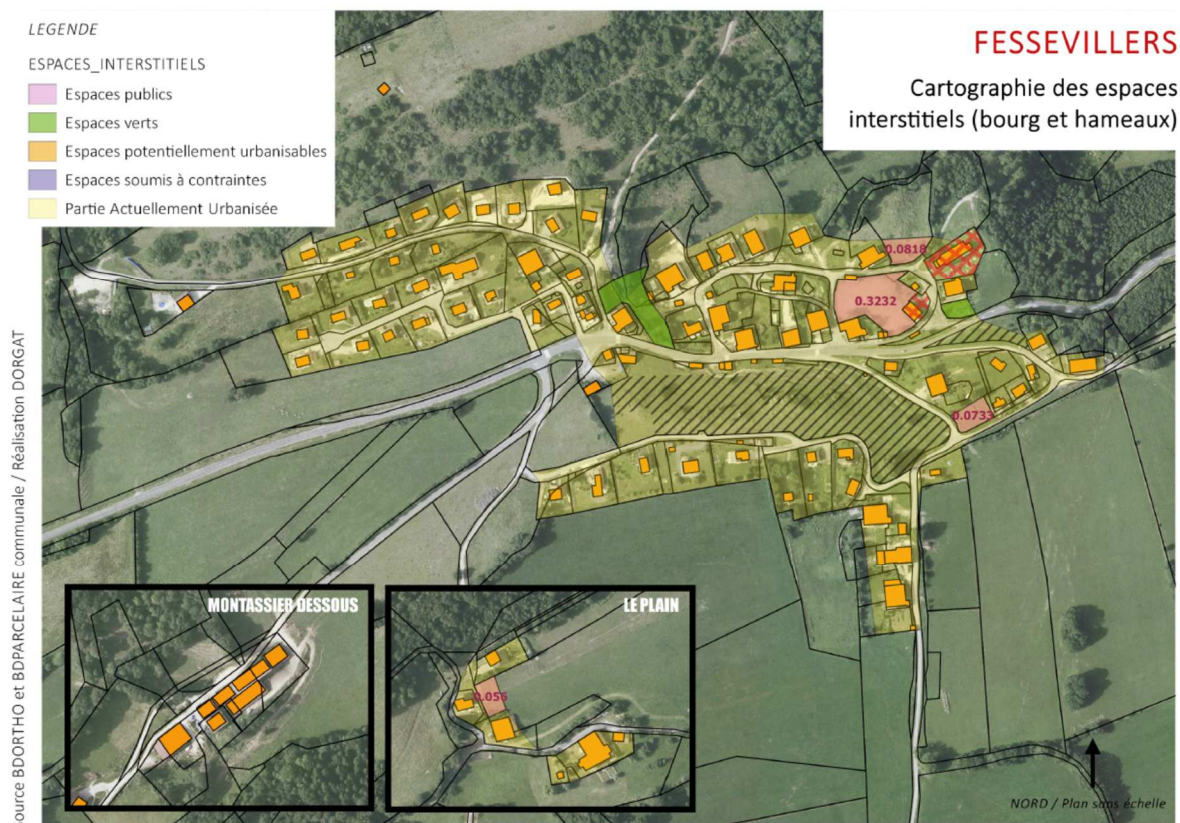 LEGENDE
ESPACES_INTERSTITIELS
Espaces publics
Espaces verts
Espaces potentiellement urbanisables
Espaces soumis à contraintes
Partie Actuellement Urbanisée
FESSEVILLERS
Cartographie des espaces
interstitiels (bourg et hameaux)
0.0818
0.3232
0.0733
MONTASSIER DESSOUS
LE PLAIN
0.056
NORD / Plan sans échelle
Source BDORTHO et BDPARCELAIRE communale / Réalisation DORGAT